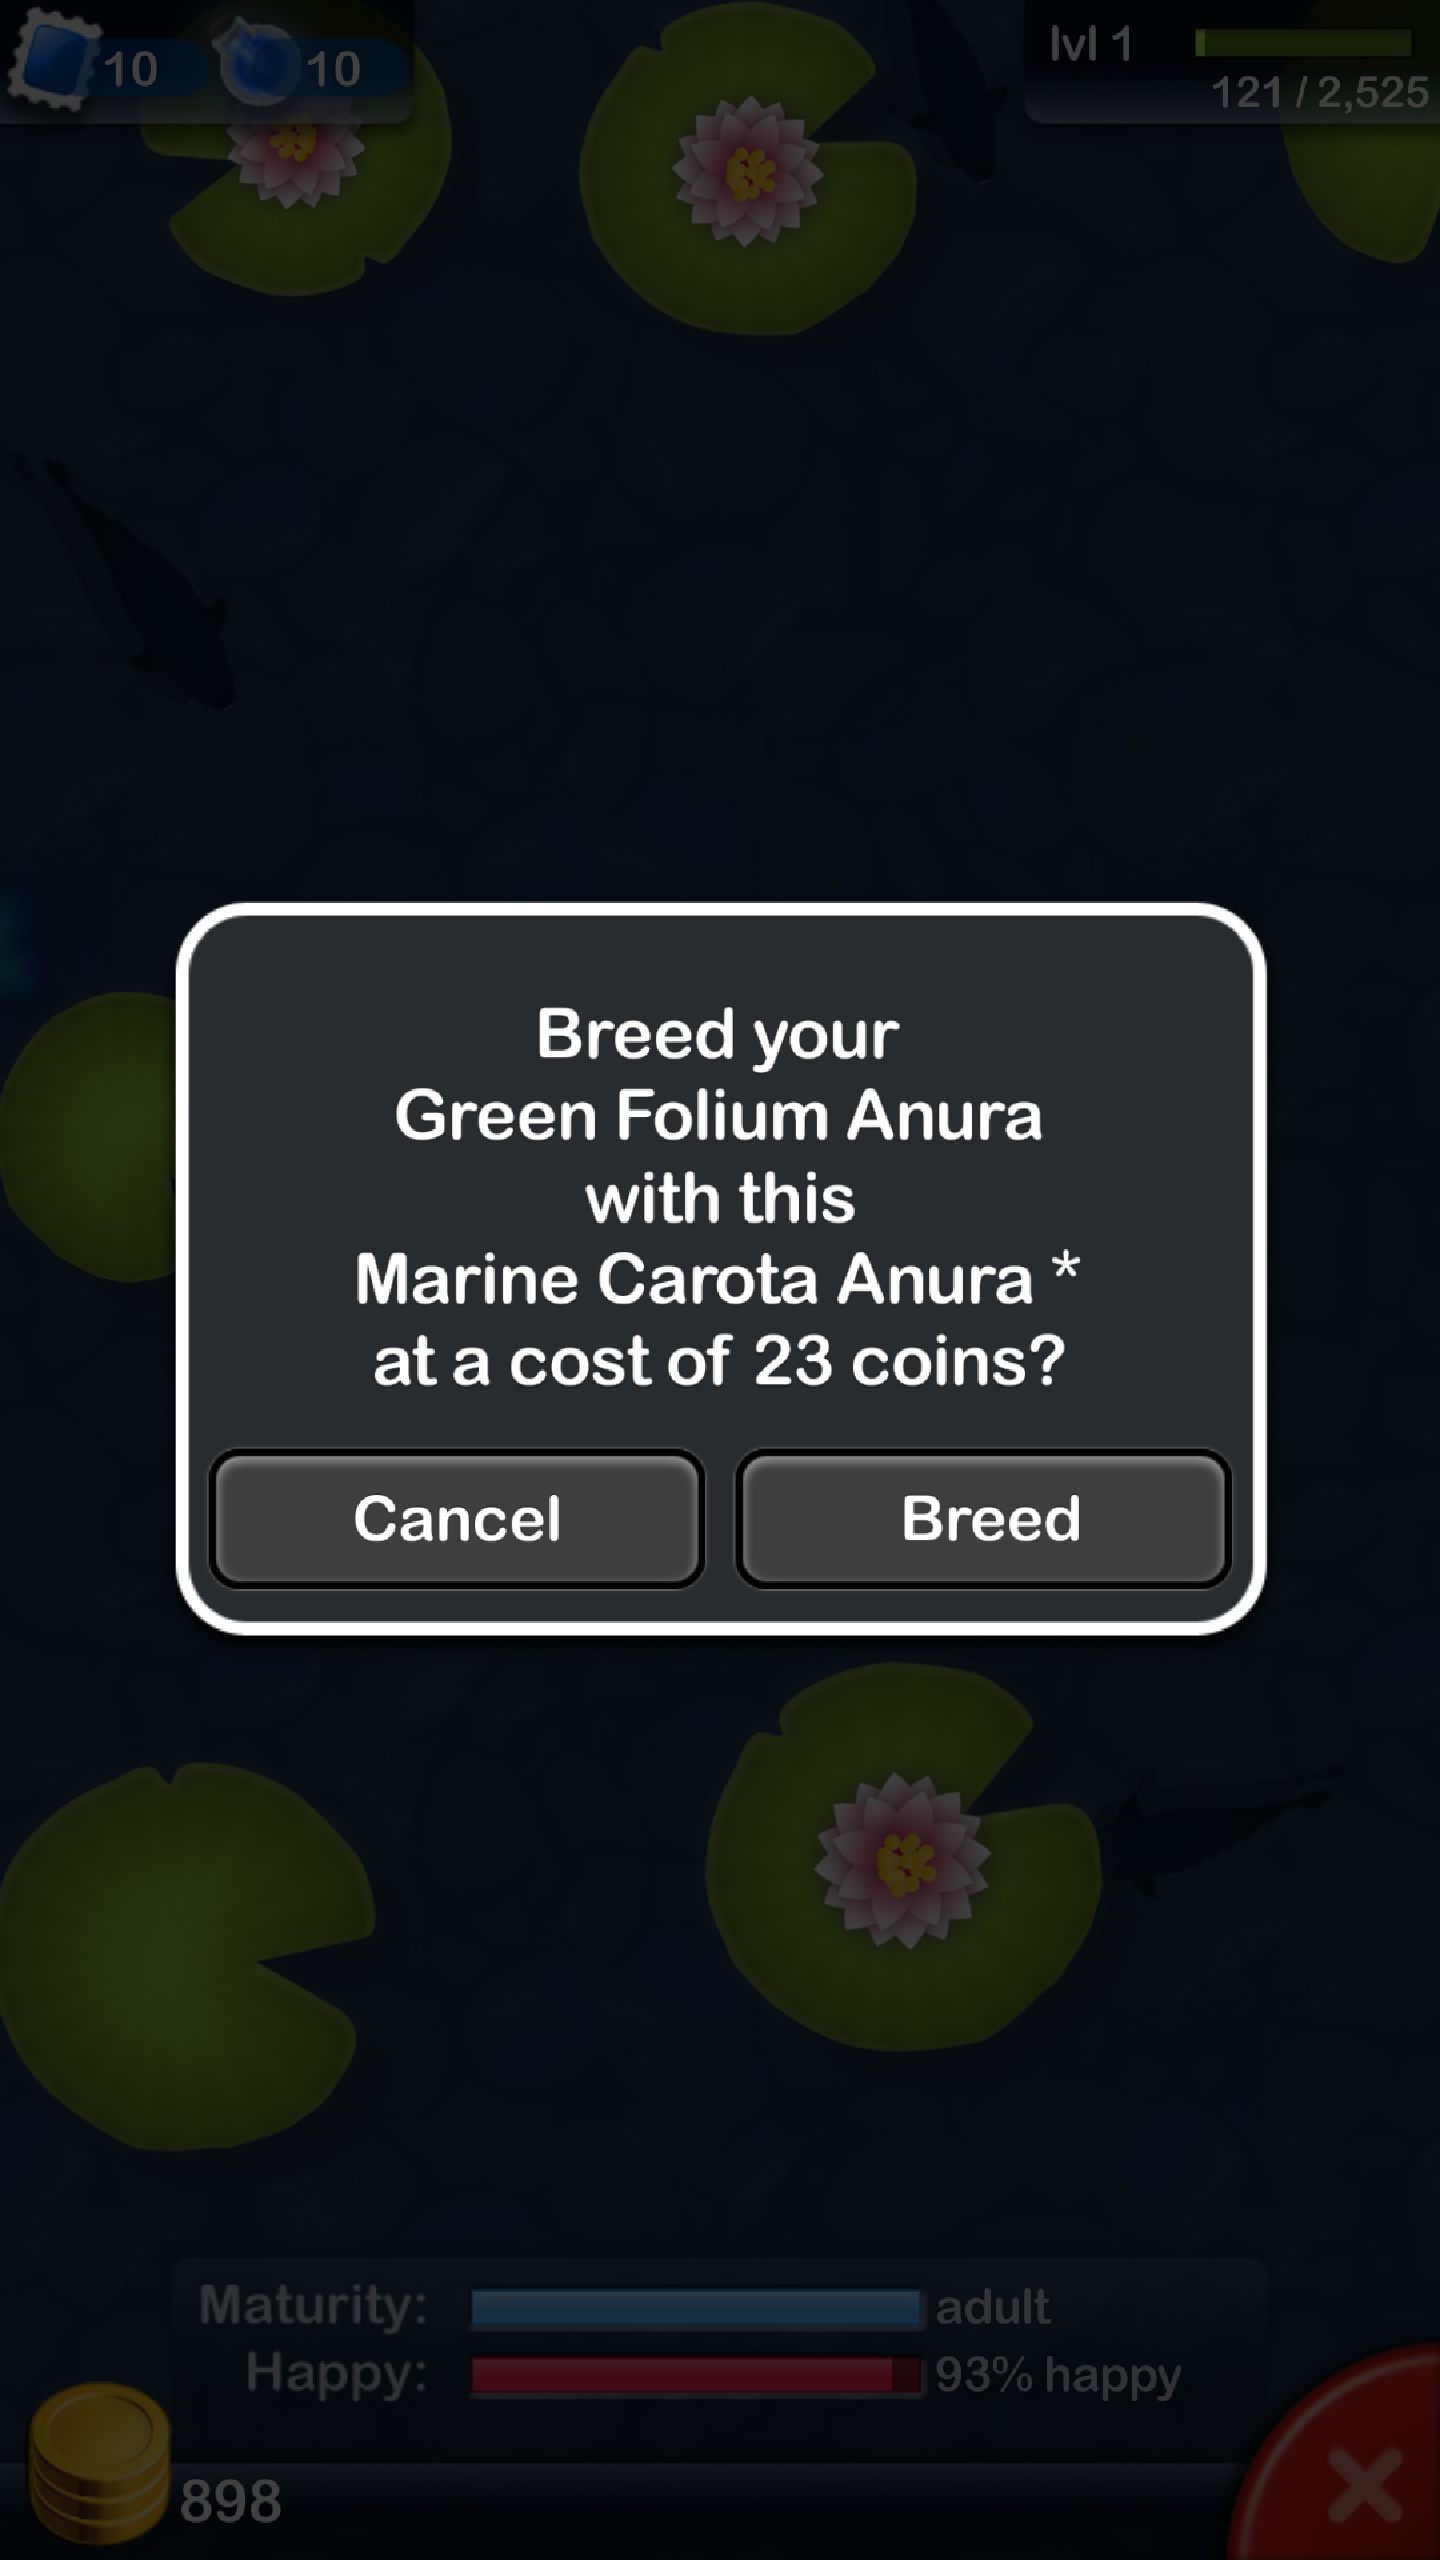 10
10
lvl 1
121 / 2,525
Breed your
Green Folium Anura
with this
Marine Carota Anura *
at a cost of 23 coins?
Cancel
Breed
Maturity:
adult
Happy:
93% happy
898